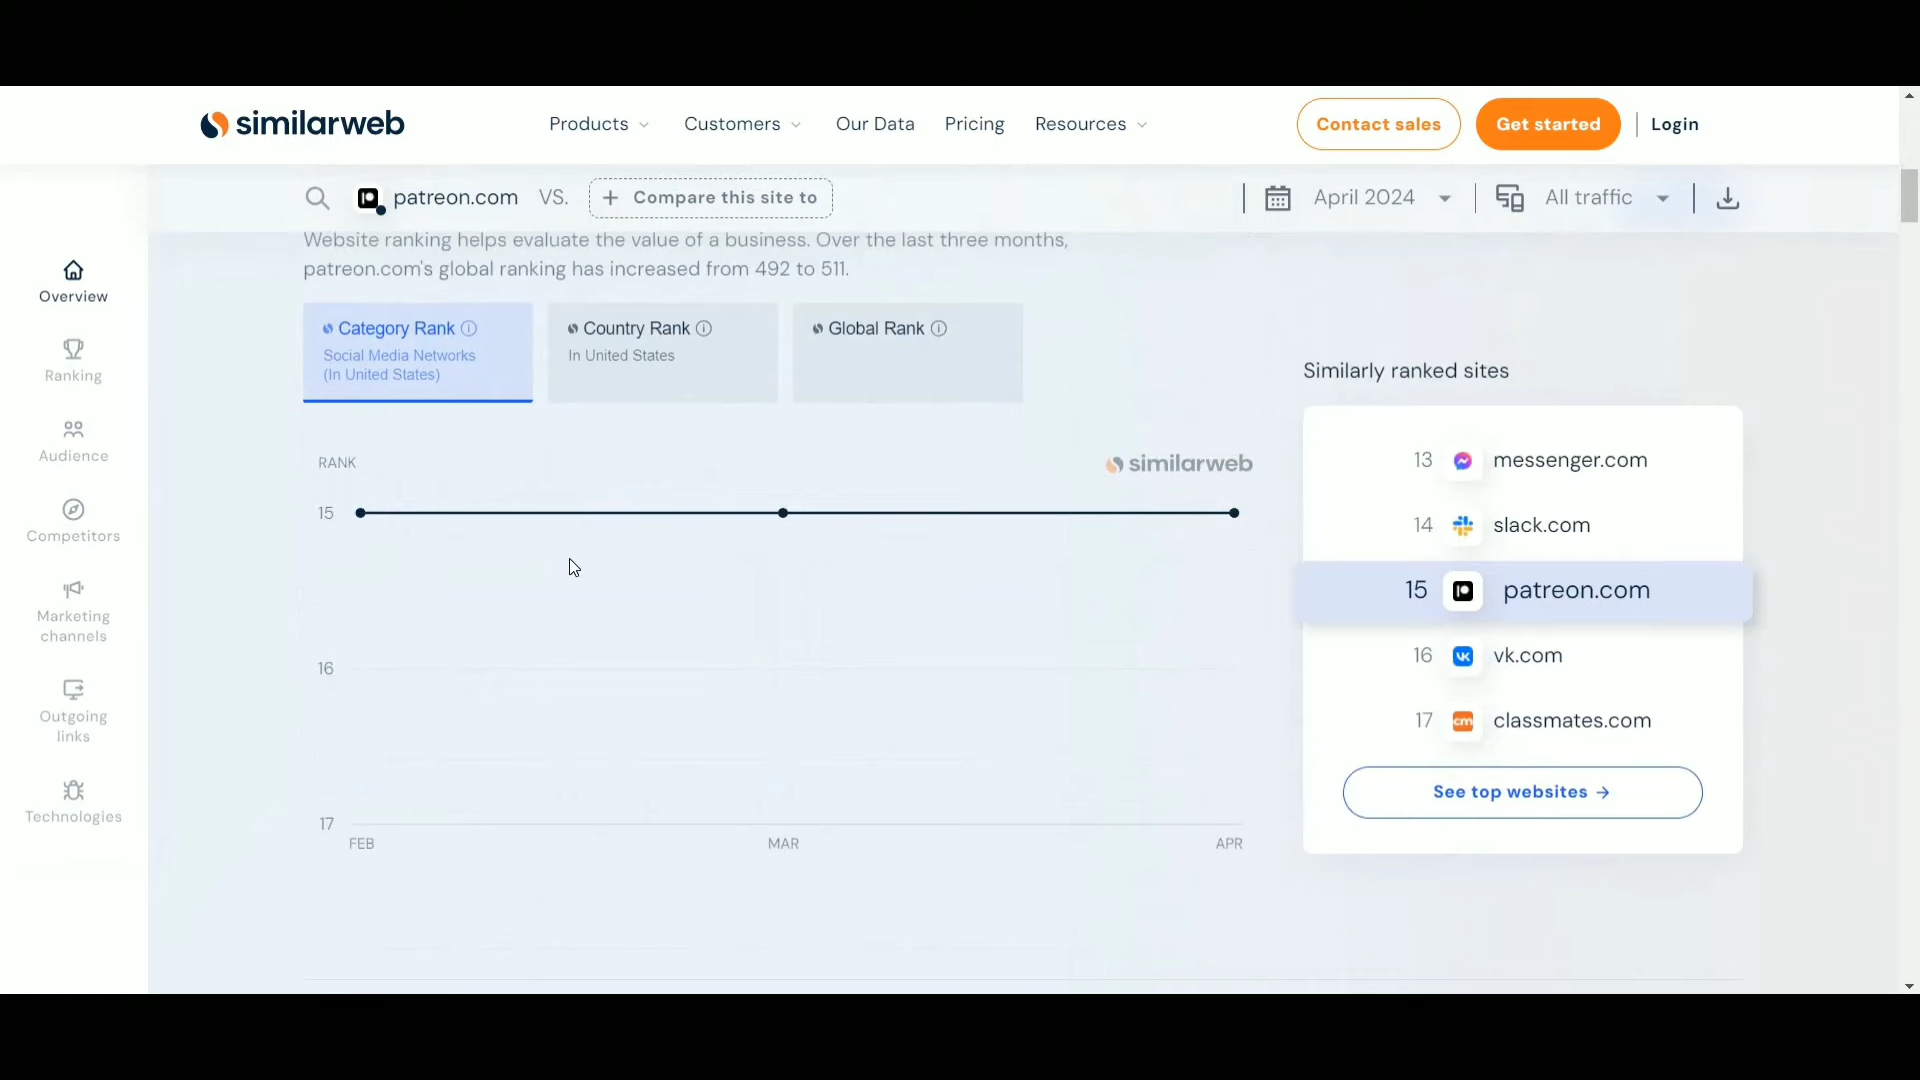 similarweb
Products
Customers
Our Data
Pricing
Resources
Contact sales
Get started
Login
patreon.com VS. + Compare this site to
April 2024
All traffic
Website ranking helps evaluate the value of a business. Over the last three months,
patreon.com's global ranking has increased from 492 to 511.
Overview
Ranking
Audience
Competitors
Marketing
channels
Outgoing
links
Technologies
Category Rank
Social Media Networks
(In United States)
Country Rank
In United States
Global Rank
RANK
similarweb
15
16
17
FEB
MAR
APR
Similarly ranked sites
13 messenger.com
14 slack.com
15 patreon.com
16 vk.com
17 cm classmates.com
See top websites →